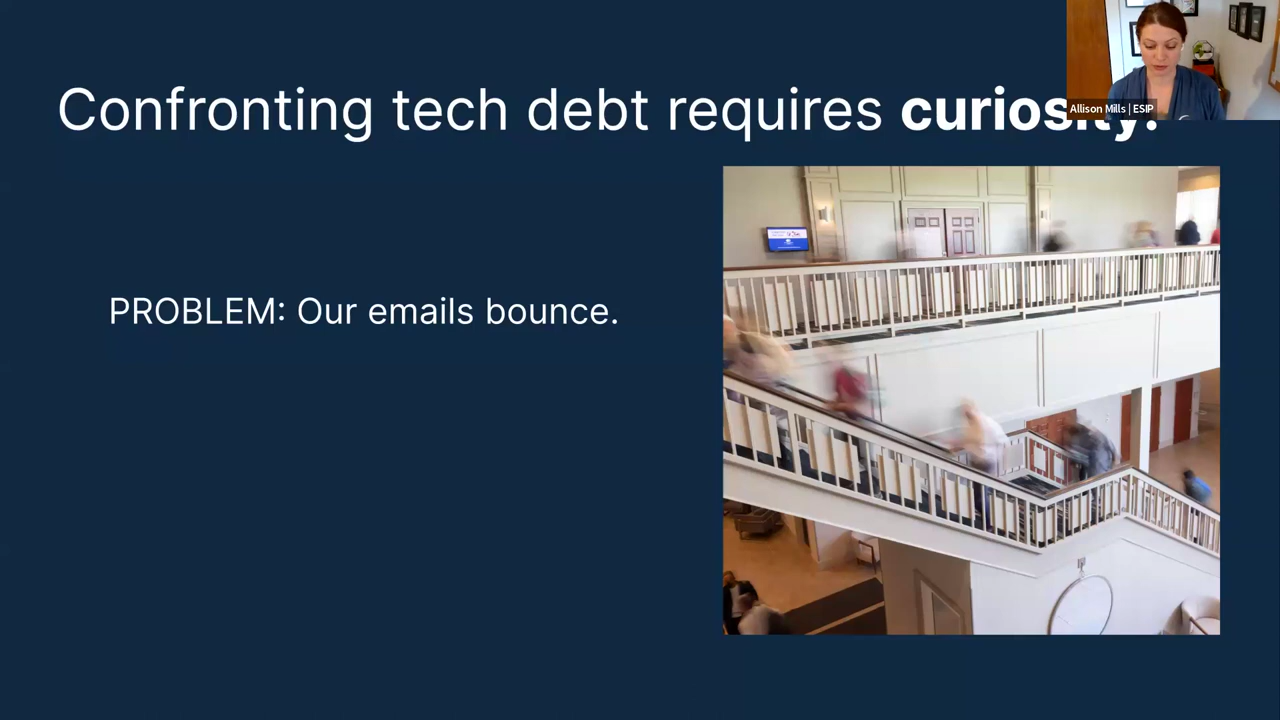 Confronting tech debt requires curiosity.
Allison Mills | ESIP
PROBLEM: Our emails bounce.